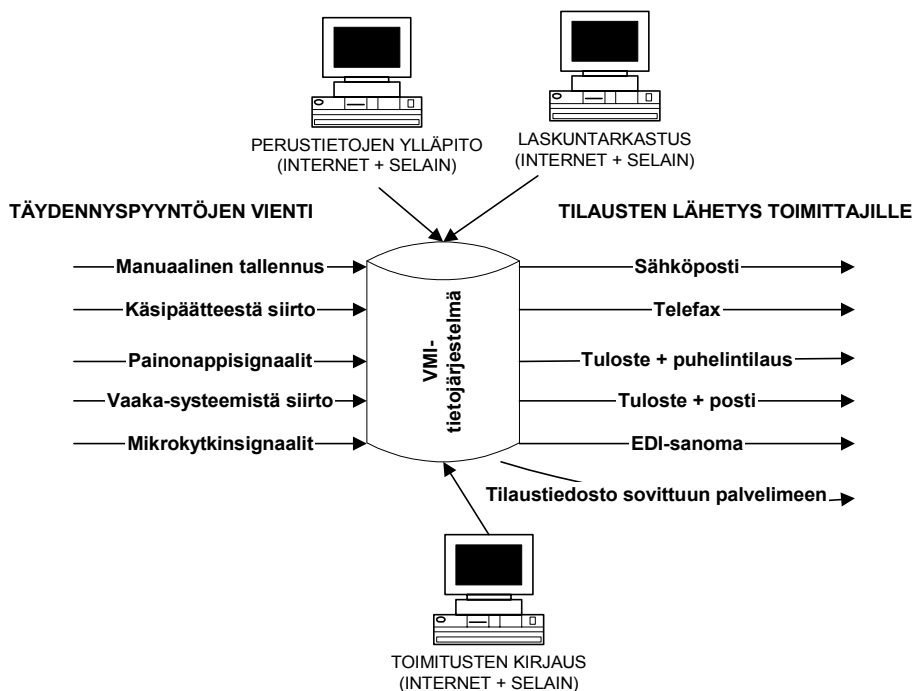 PERUSTIETOJEN YLLÄPITO
(INTERNET + SELAIN)
LASKUNTARKASTUS
(INTERNET + SELAIN)
TÄYDENNYSPYYNTÖJEN VIENTI
TILAUSTEN LÄHETYS TOIMITTAJILLE
Manuaalinen tallennus
Käsipäätteestä siirto
Painonappisignaalit
Vaaka-systeemistä siirto
Mikrokytkinsignaalit
VMI-
tietojärjestelmä
Sähköposti
Telefax
Tuloste + puhelintilaus
Tuloste + posti
EDI-sanoma
Tilaustiedosto sovittuun palvelimeen
TOIMITUSTEN KIRJAUS
(INTERNET + SELAIN)